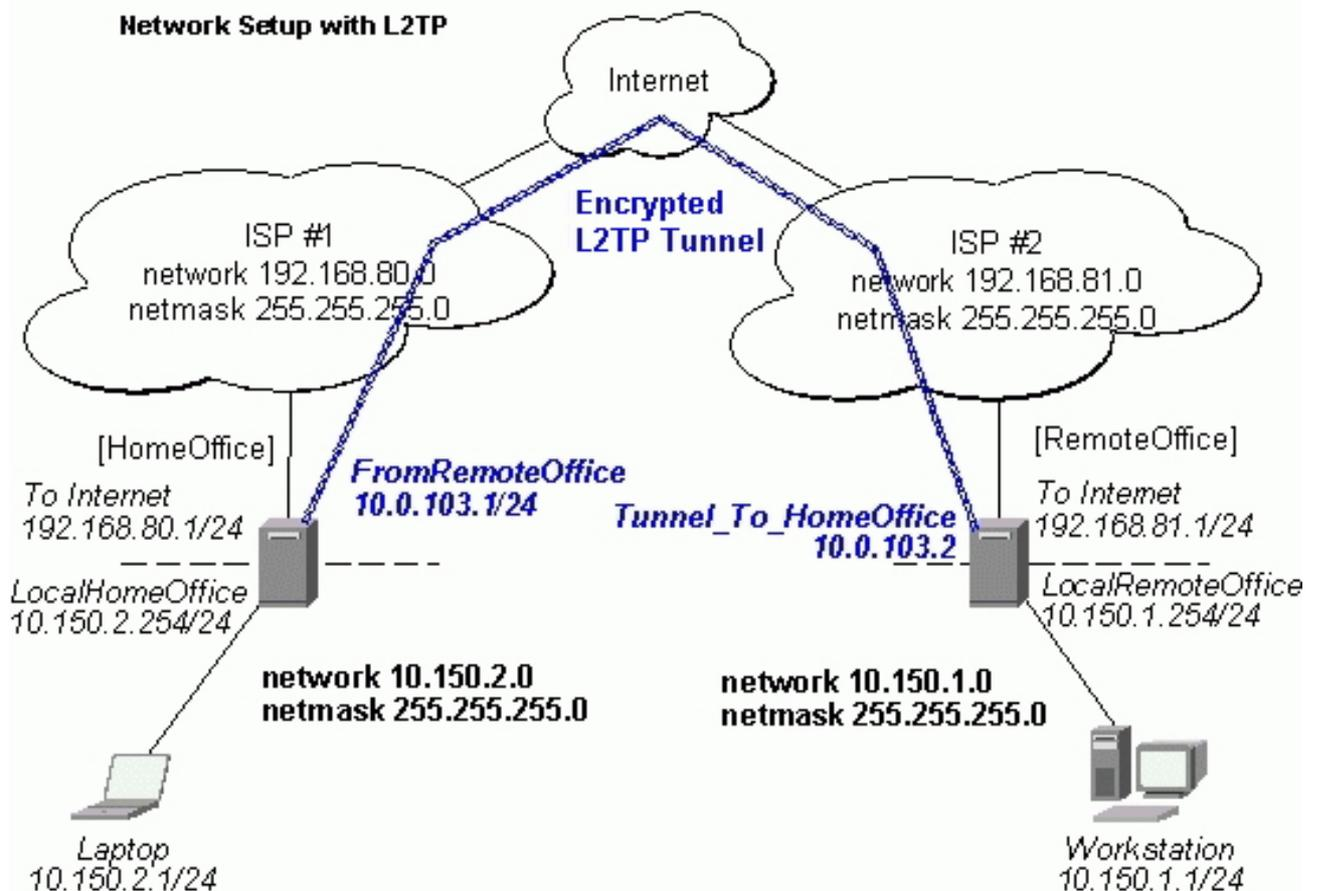 Network Setup with L2TP
Internet
Encrypted
L2TP Tunnel
ISP #1
network 192.168.80.0
netmask 255.255.255.0
ISP #2
network 192.168.81.0
netmask 255.255.255.0
[HomeOffice]
To Internet
192.168.80.1/24
FromRemoteOffice
10.0.103.1/24
Tunnel_To_HomeOffice
10.0.103.2
[RemoteOffice]
To Internet
192.168.81.1/24
LocalHomeOffice
10.150.2.254/24
LocalRemoteOffice
10.150.1.254/24
network 10.150.2.0
netmask 255.255.255.0
network 10.150.1.0
netmask 255.255.255.0
Laptop
10.150.2.1/24
Workstation
10.150.1.1/24